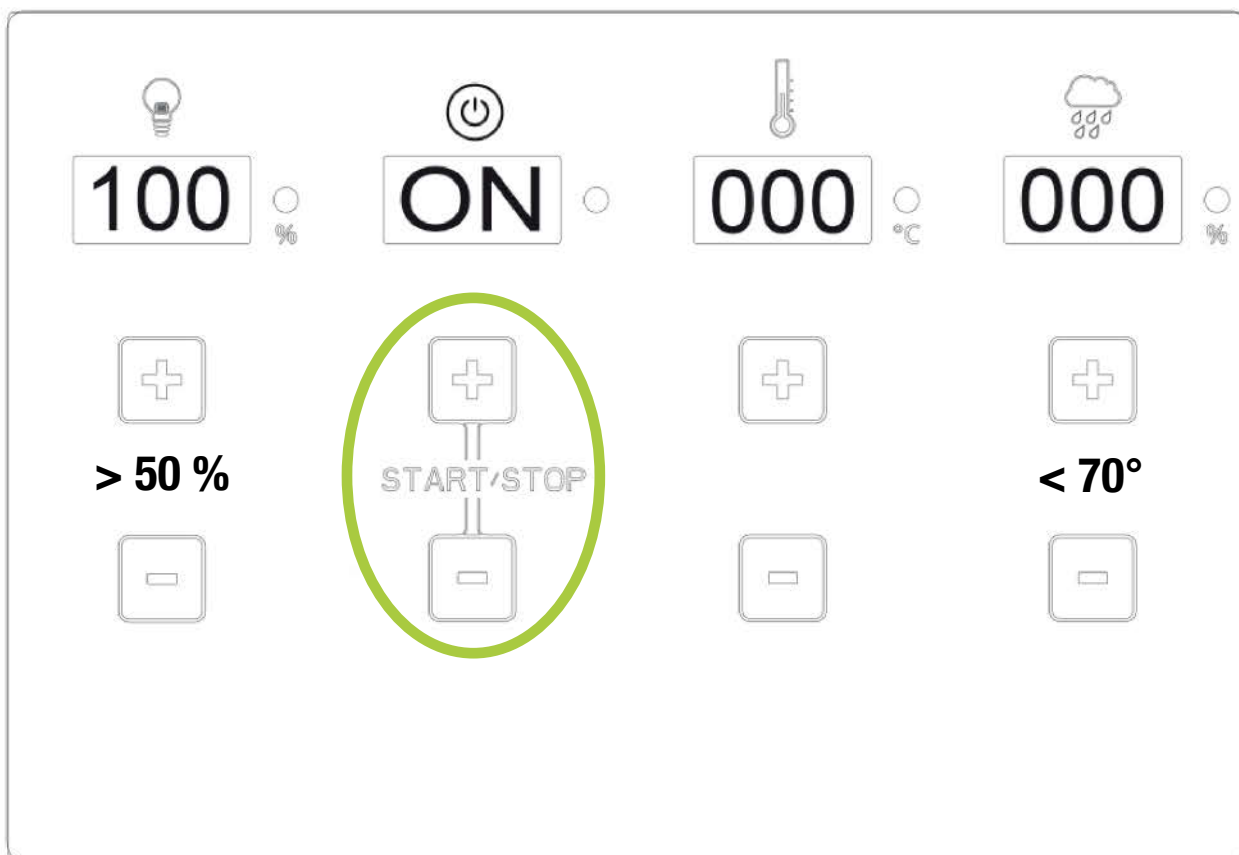 100 % ON 000 °C 000 %
+ + + +
> 50 % START/STOP < 70°
- - - -